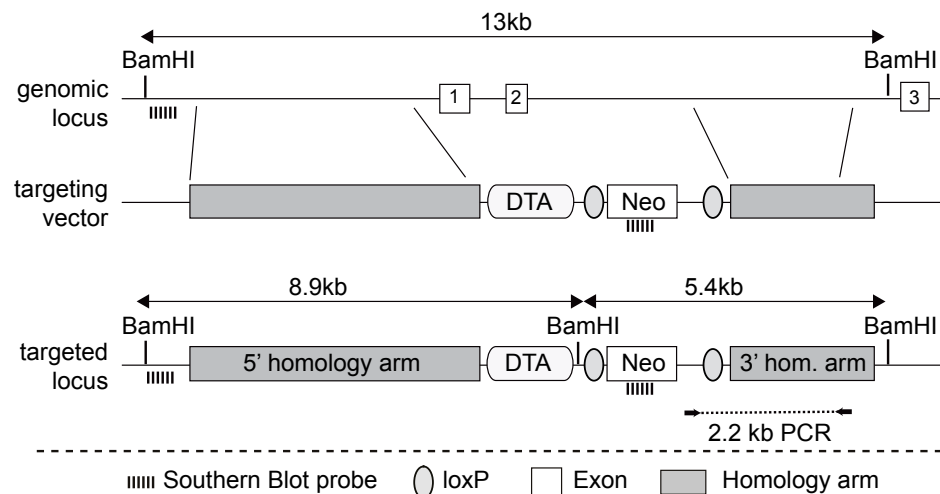 13kb
BamHI BamHI
genomic locus
1 2 3
targeting vector
DTA Neo
8.9kb 5.4kb
BamHI BamHI BamHI
targeted locus
5’ homology arm DTA Neo 3’ hom. arm
2.2 kb PCR
Southern Blot probe loxP Exon Homology arm